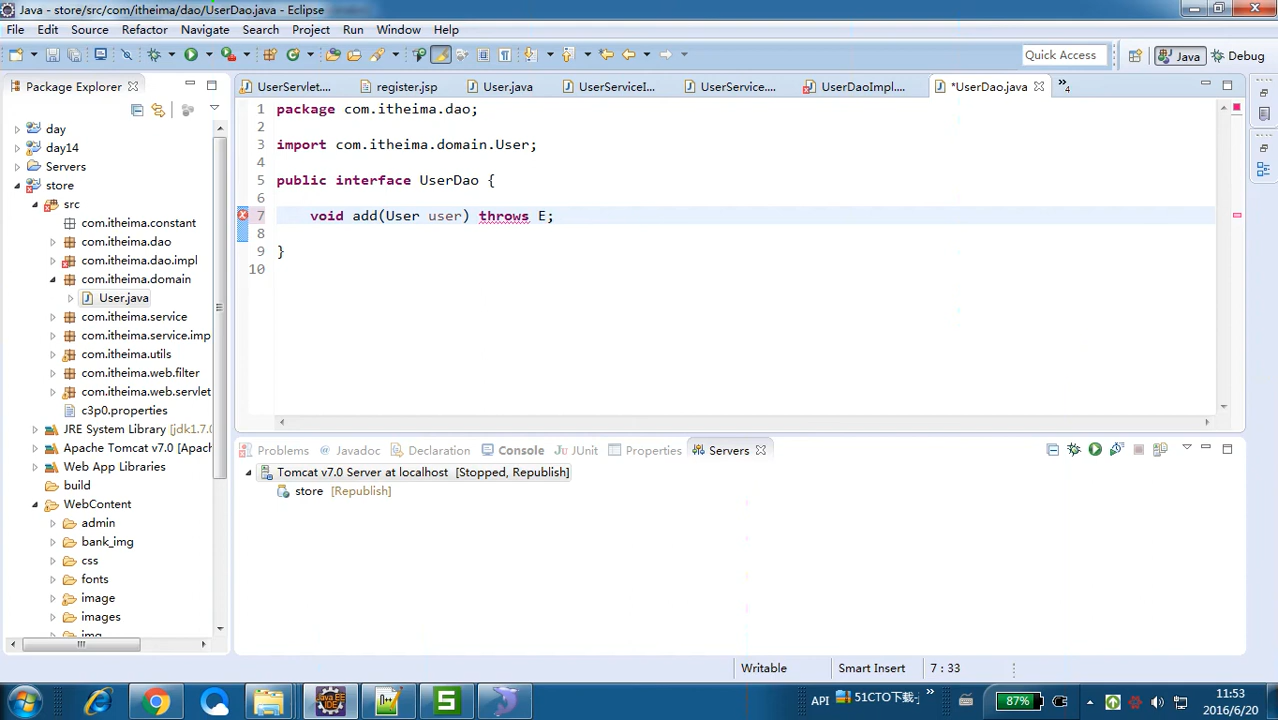 Java - store/src/com/itheima/dao/UserDao.java - Eclipse
File Edit Source Refactor Navigate Search Project Run Window Help
Quick Access Java Debug
Package Explorer
UserServlet.... register.jsp User.java UserServiceI... UserService.... UserDaoImpl.... *UserDao.java 4
1 package com.itheima.dao;
2
3 import com.itheima.domain.User;
4
5 public interface UserDao {
6
7 void add(User user) throws E;
8
9 }
10
day
day14
Servers
store
src
com.itheima.constant
com.itheima.dao
com.itheima.dao.impl
com.itheima.domain
User.java
com.itheima.service
com.itheima.service.imp
com.itheima.utils
com.itheima.web.filter
com.itheima.web.servlet
c3p0.properties
JRE System Library [jdk1.7.0
Apache Tomcat v7.0 [Apach
Web App Libraries
build
WebContent
admin
bank_img
css
fonts
image
images
img
Problems Javadoc Declaration Console JUnit Properties Servers
Tomcat v7.0 Server at localhost [Stopped, Republish]
store [Republish]
Writable Smart Insert 7 : 33
API 51CTO下载- 87% 11:53
2016/6/20